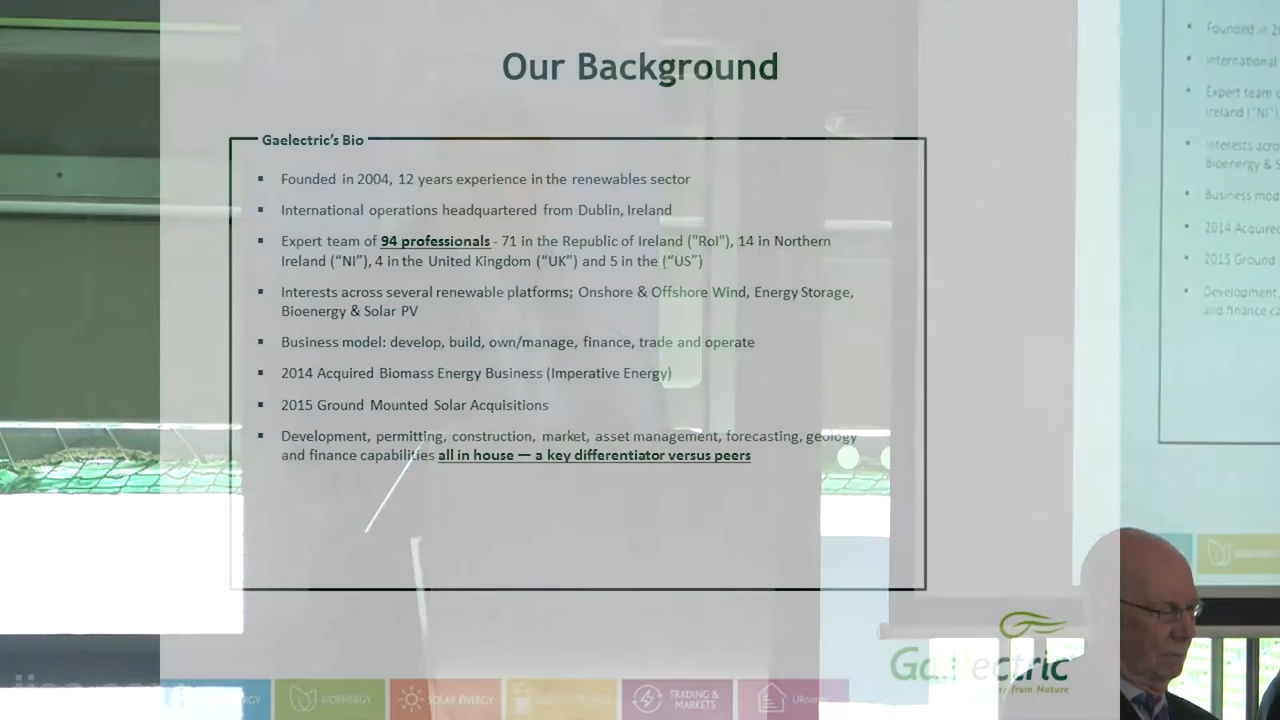 Our Background
Gaelectric's Bio
▪ Founded in 2004, 12 years experience in the renewables sector
▪ International operations headquartered from Dublin, Ireland
▪ Expert team of 94 professionals - 71 in the Republic of Ireland ("RoI"), 14 in Northern
Ireland (“NI”), 4 in the United Kingdom (“UK”) and 5 in the (“US”)
▪ Interests across several renewable platforms; Onshore & Offshore Wind, Energy Storage,
Bioenergy & Solar PV
▪ Business model: develop, build, own/manage, finance, trade and operate
▪ 2014 Acquired Biomass Energy Business (Imperative Energy)
▪ 2015 Ground Mounted Solar Acquisitions
▪ Development, permitting, construction, market, asset management, forecasting, geology
and finance capabilities all in house — a key differentiator versus peers
Founded in
International
Expert team
Ireland ("NI"),
Interests
Bioenergy &
Business
2014
2015 Ground
Development,
and finance
Gaelectric
from Nature
BIOENERGY
SOLAR ENERGY
TRADING &
MARKETS